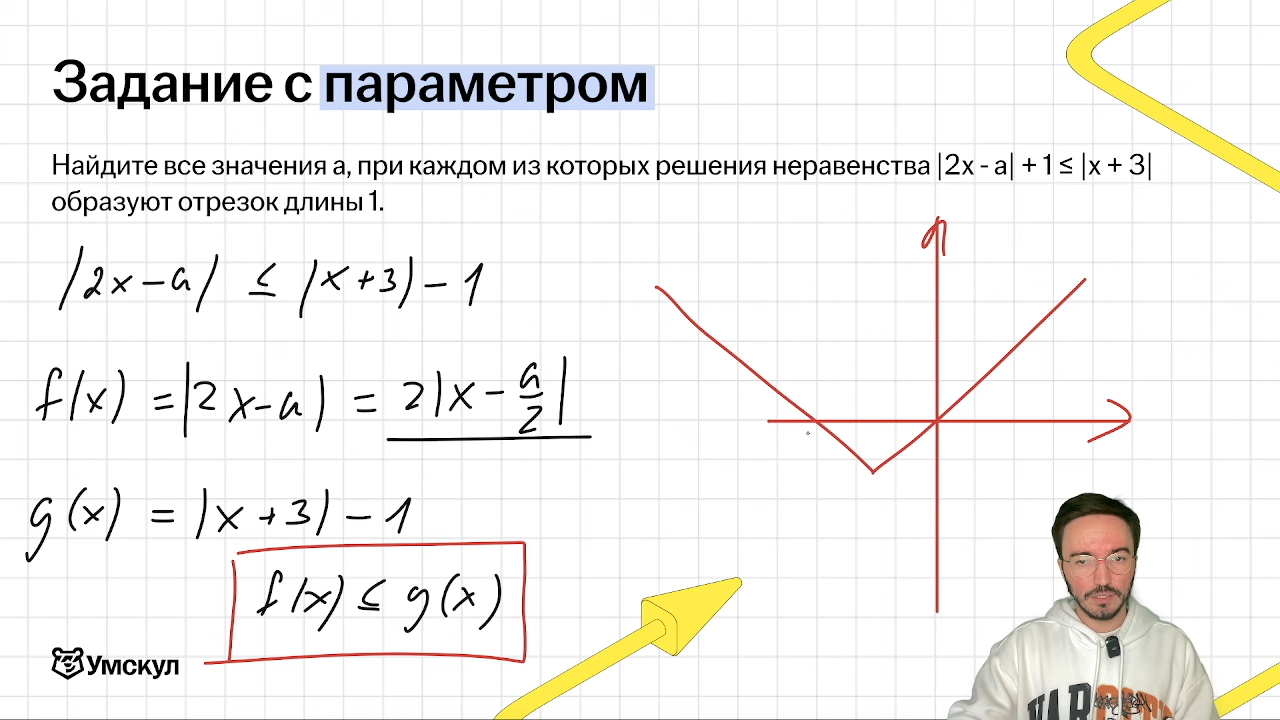 Задание с параметром
Найдите все значения a, при каждом из которых решения неравенства |2x - a| + 1 ≤ |x + 3|
образуют отрезок длины 1.
|2x - a| ≤ |x + 3| - 1
f(x) = |2x - a| = 2|x - a/2|
g(x) = |x + 3| - 1
f(x) ≤ g(x)
Умскул